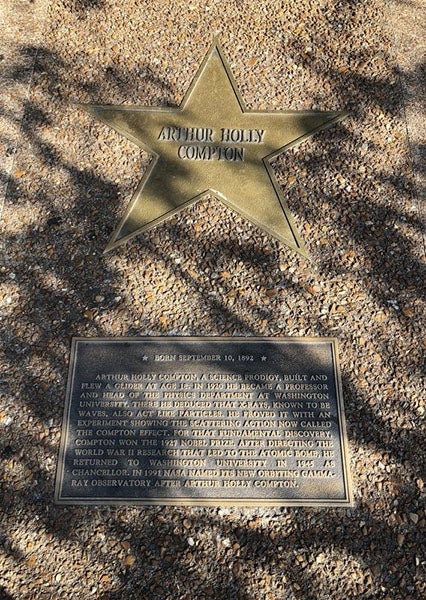 ARTHUR HOLLY
COMPTON
★ BORN SEPTEMBER 10, 1892 ★
ARTHUR HOLLY COMPTON, A SCIENCE PRODIGY, BUILT AND
FLEW A GLIDER AT AGE 18. IN 1920 HE BECAME A PROFESSOR
AND HEAD OF THE PHYSICS DEPARTMENT AT WASHINGTON
UNIVERSITY. THERE HE DEDUCED THAT X-RAYS, KNOWN TO BE
WAVES, ALSO ACT LIKE PARTICLES. HE PROVED IT WITH AN
EXPERIMENT SHOWING THE SCATTERING ACTION NOW CALLED
THE COMPTON EFFECT. FOR THAT FUNDAMENTAL DISCOVERY,
COMPTON WON THE 1927 NOBEL PRIZE. AFTER DIRECTING THE
WORLD WAR II RESEARCH THAT LED TO THE ATOMIC BOMB, HE
RETURNED TO WASHINGTON UNIVERSITY IN 1945 AS
CHANCELLOR. IN 1991 NASA NAMED ITS NEW ORBITING GAMMA-
RAY OBSERVATORY AFTER ARTHUR HOLLY COMPTON.